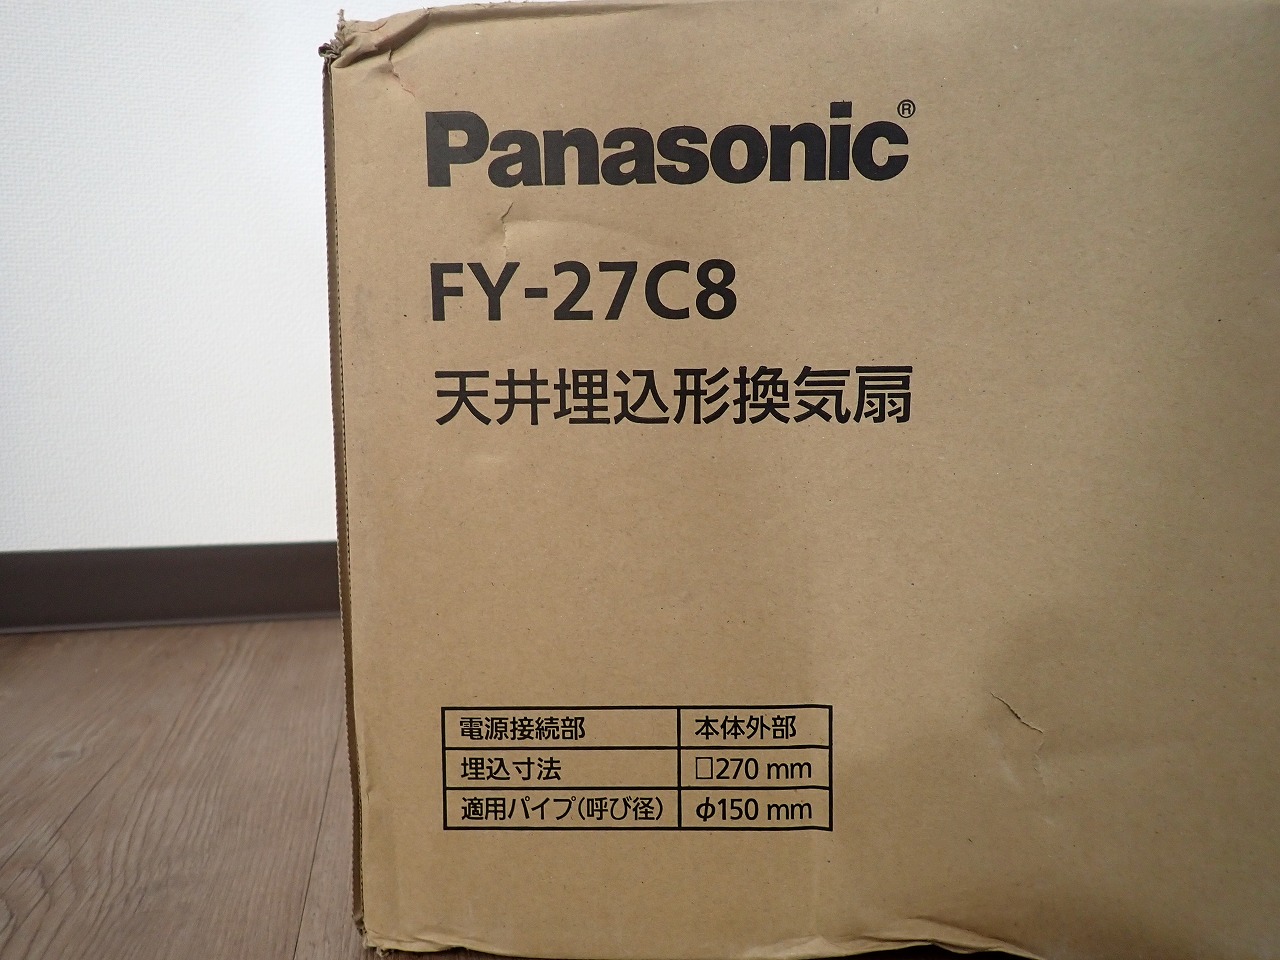 Panasonic®
FY-27C8
天井埋込形換気扇
電源接続部 本体外部
埋込寸法 □270 mm
適用パイプ(呼び径) φ150 mm